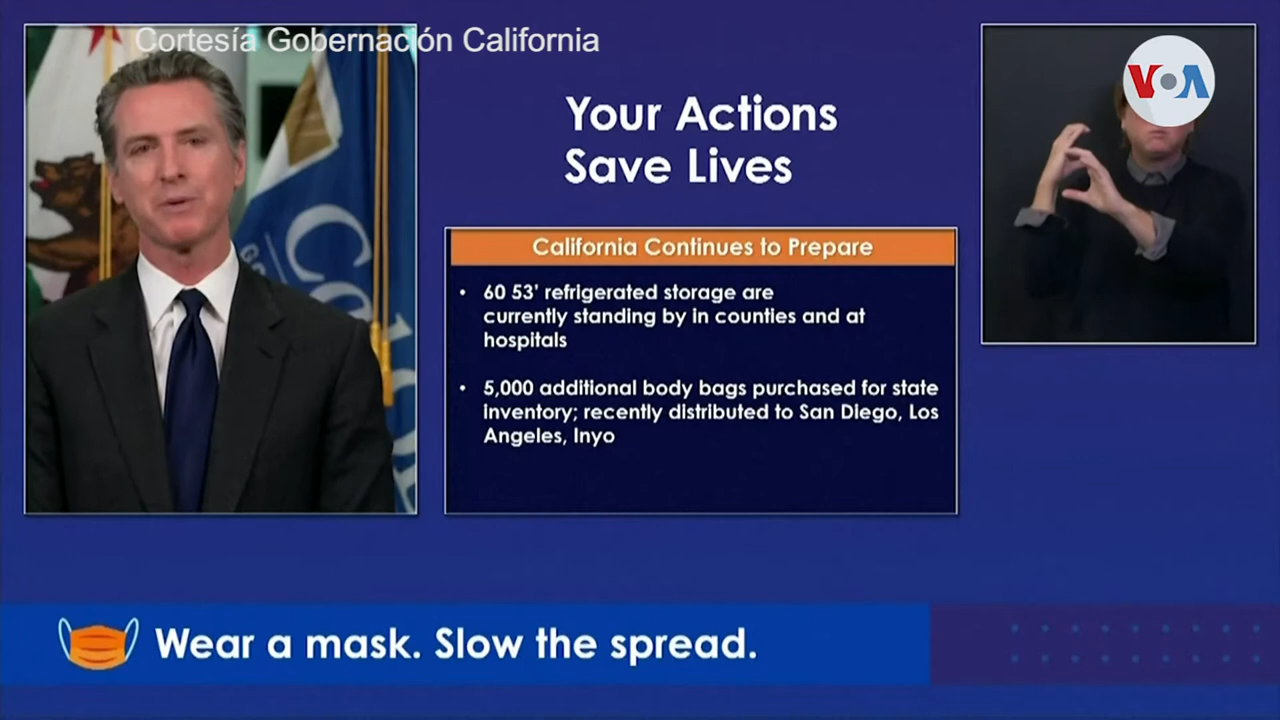 Cortesía Gobernación California
VOA
Your Actions
Save Lives
California Continues to Prepare
• 60 53’ refrigerated storage are
currently standing by in counties and at
hospitals
• 5,000 additional body bags purchased for state
inventory; recently distributed to San Diego, Los
Angeles, Inyo
Wear a mask. Slow the spread.